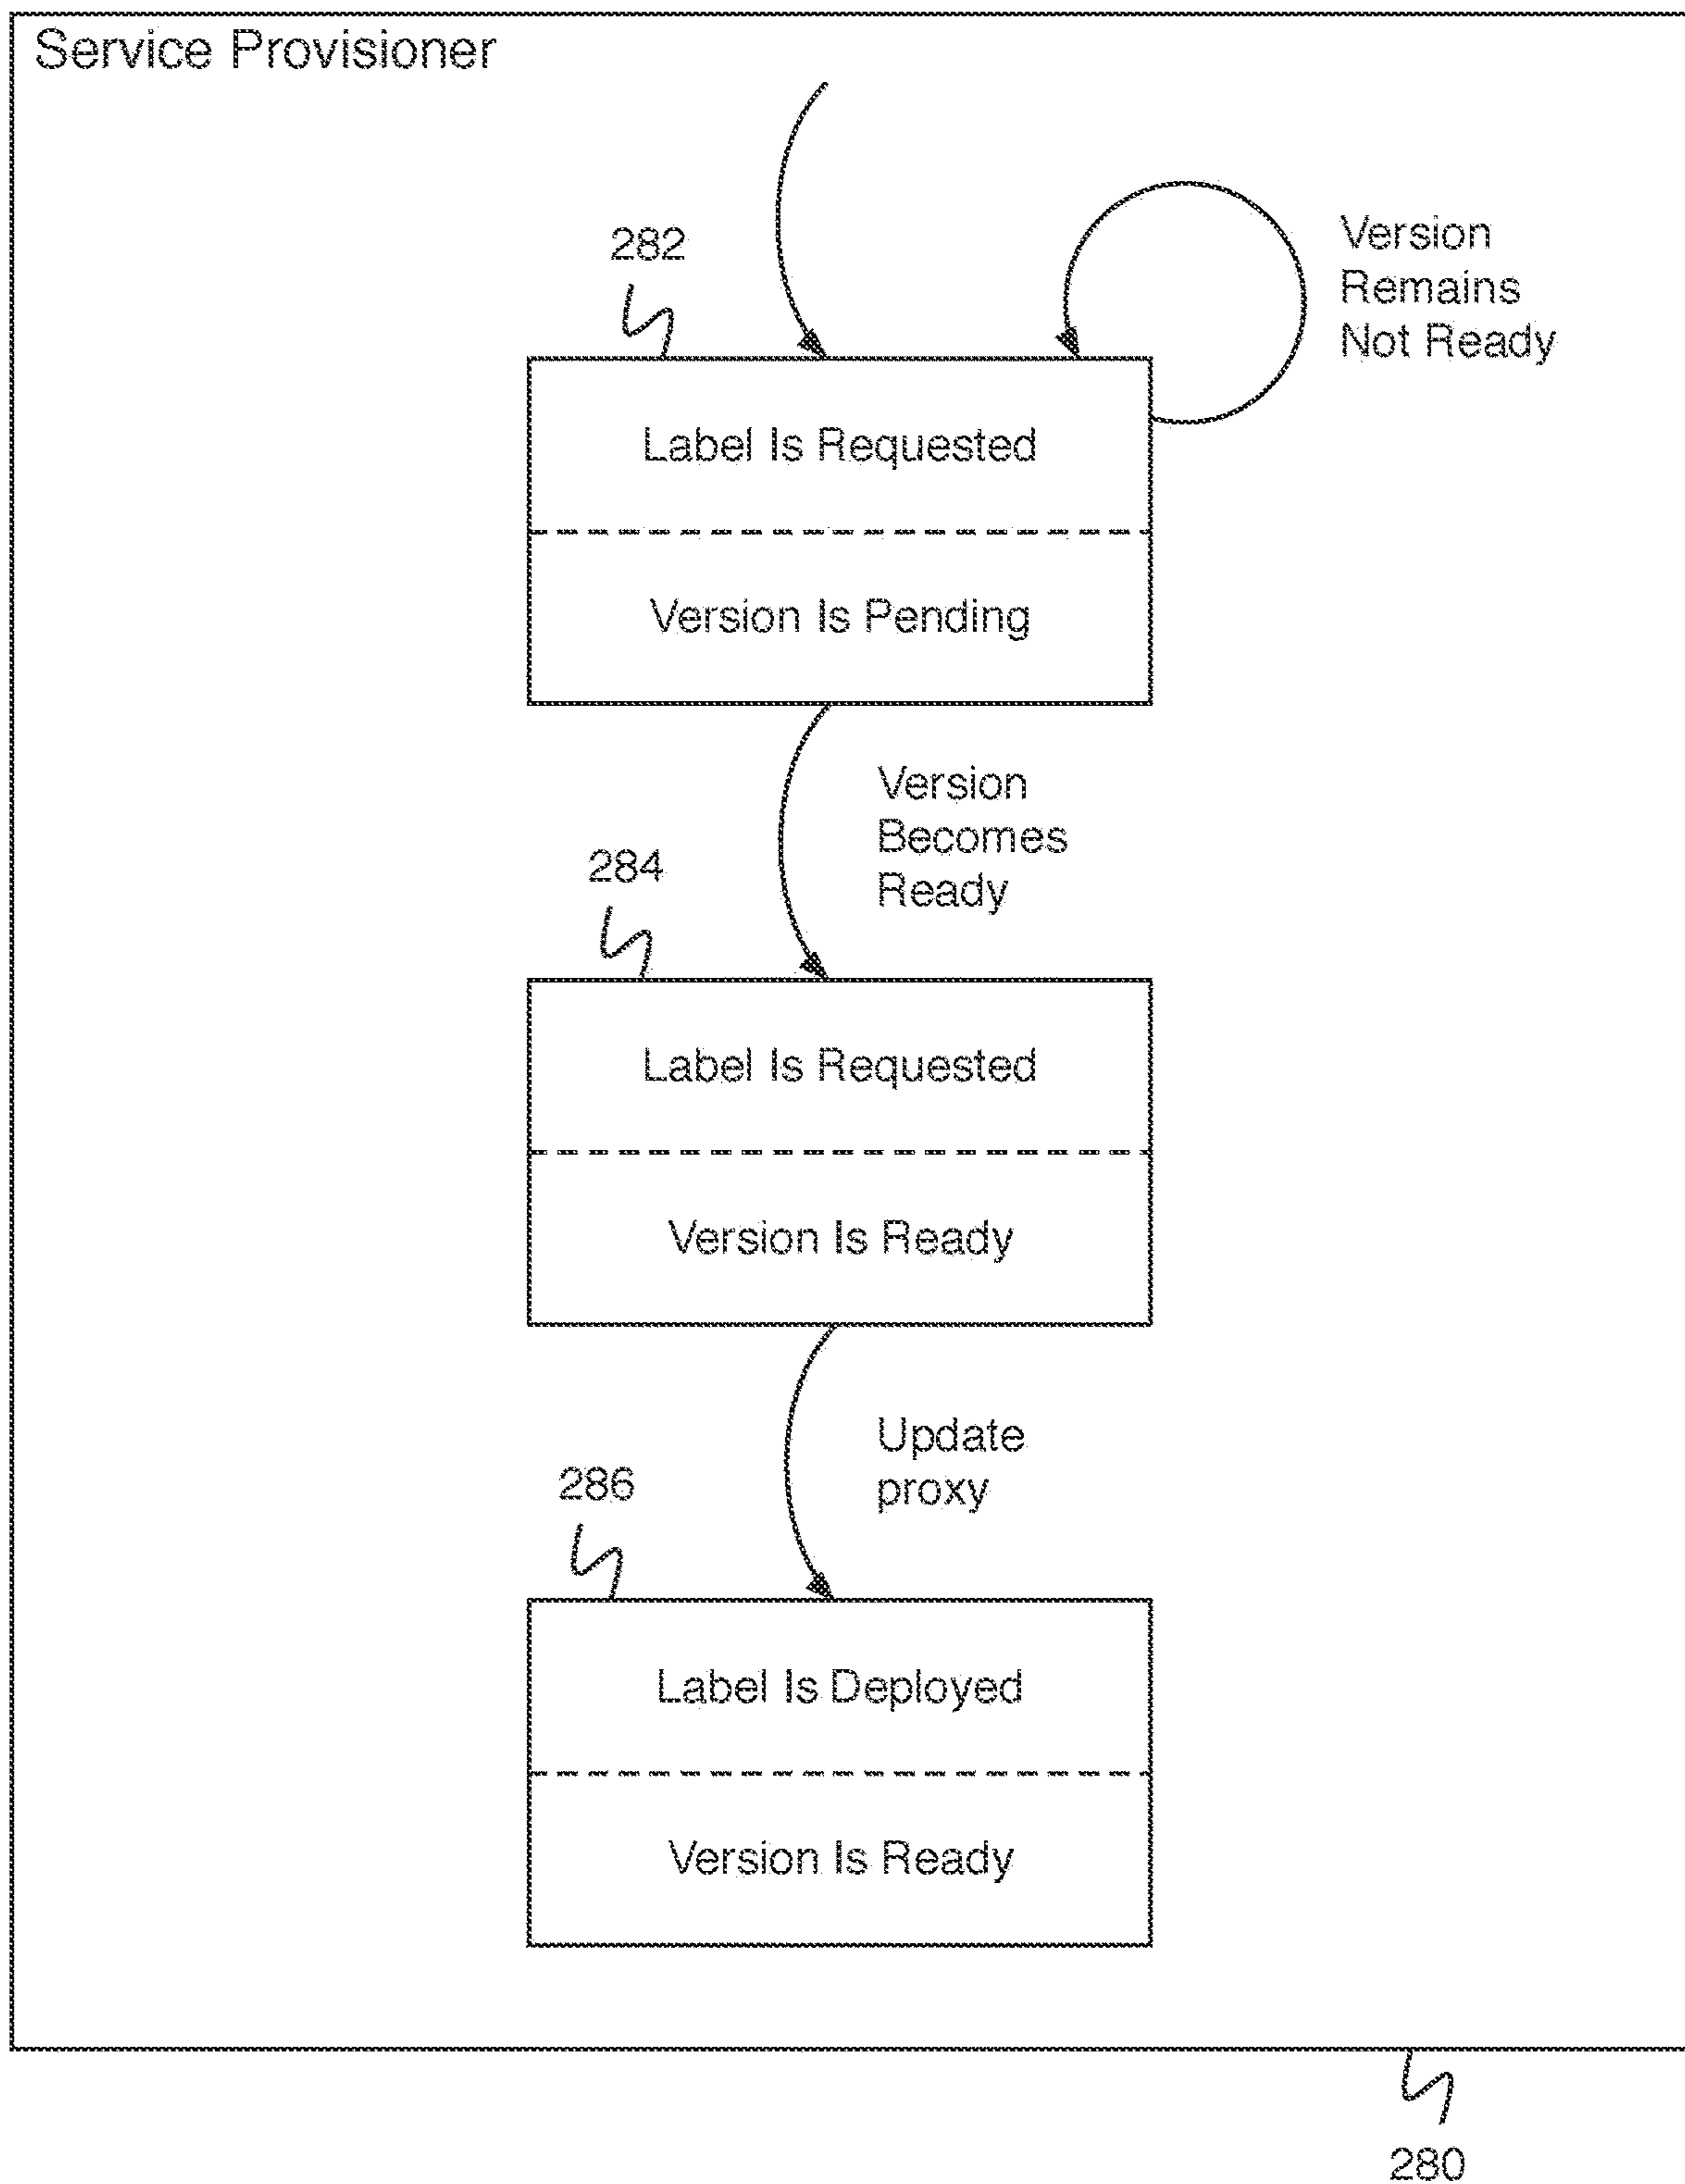 Service Provisioner
282
Version
Remains
Not Ready
Label Is Requested
Version Is Pending
Version
Becomes
Ready
284
Label Is Requested
Version Is Ready
Update
proxy
286
Label Is Deployed
Version Is Ready
280